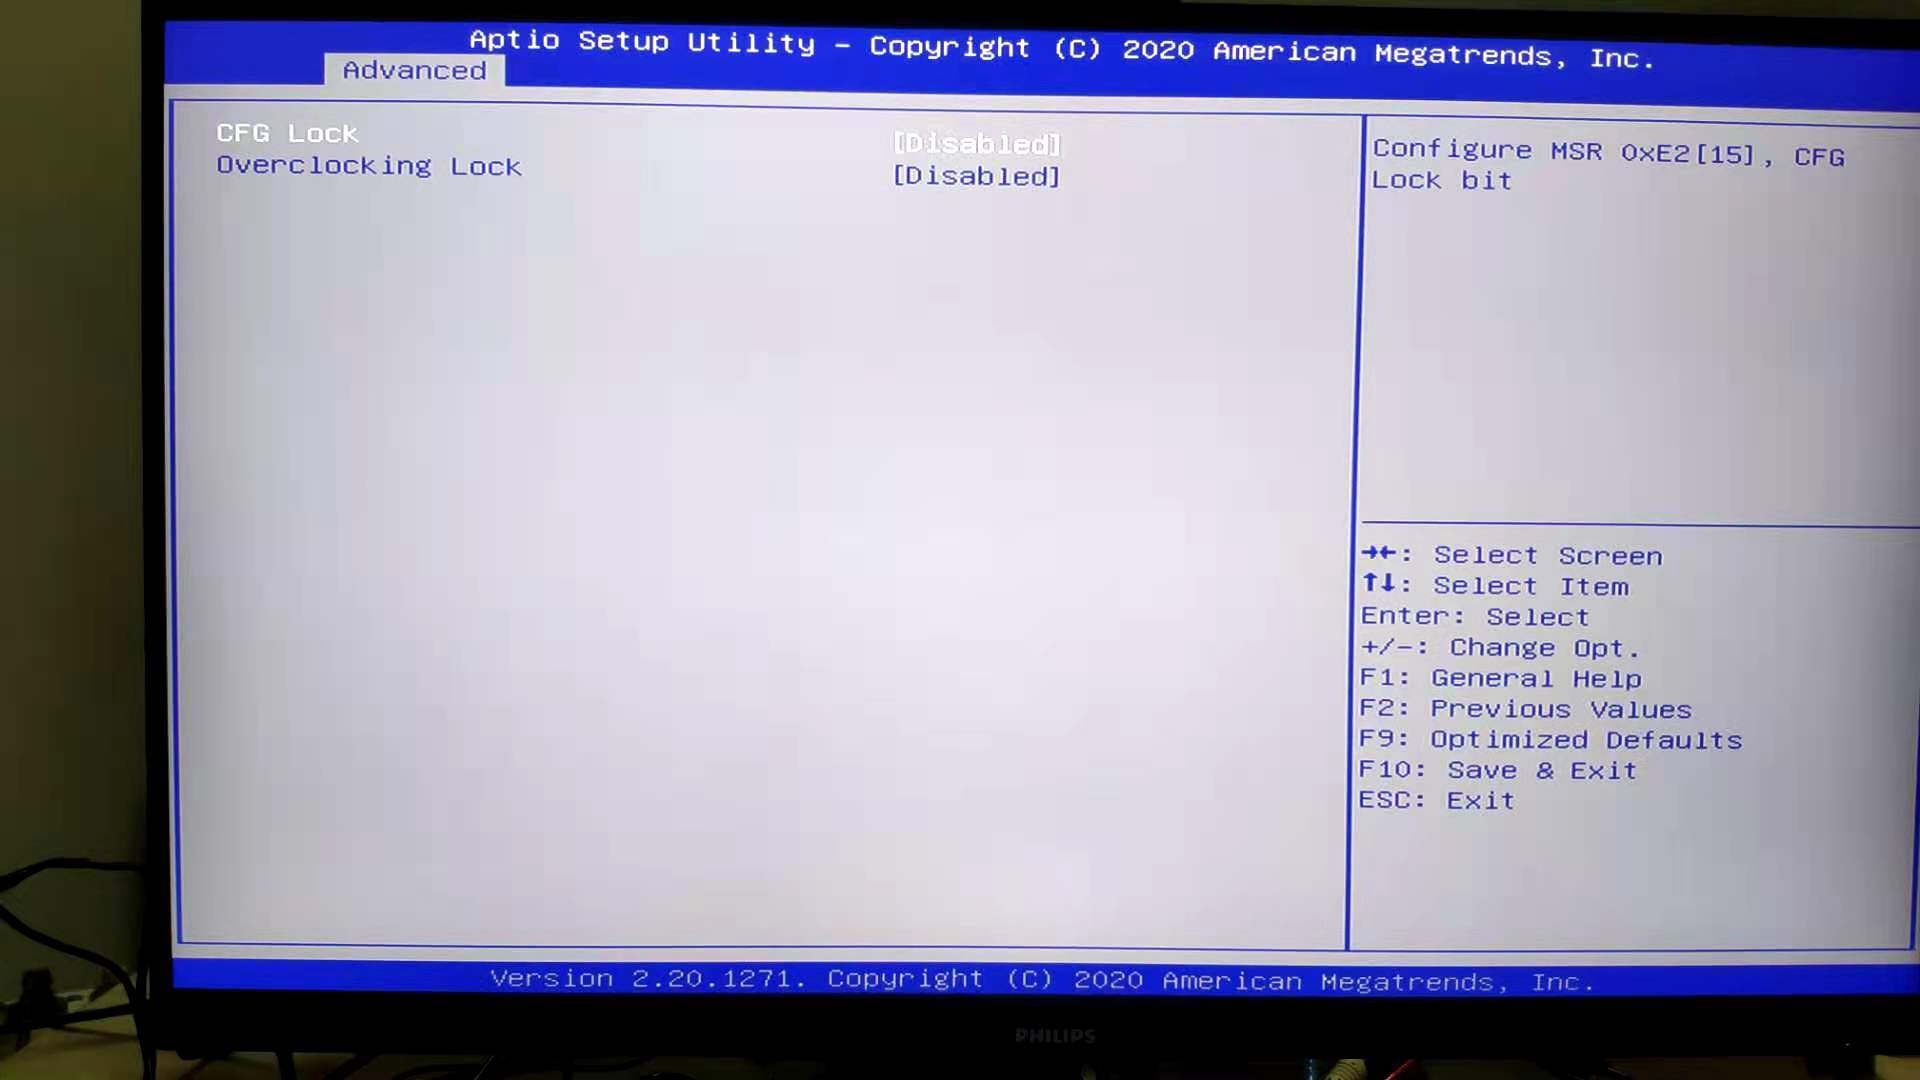 Aptio Setup Utility – Copyright (C) 2020 American Megatrends, Inc.
Advanced
CFG Lock [Disabled]
Overclocking Lock [Disabled]
Configure MSR 0xE2[15], CFG
Lock bit
→←: Select Screen
↑↓: Select Item
Enter: Select
+/-: Change Opt.
F1: General Help
F2: Previous Values
F9: Optimized Defaults
F10: Save & Exit
ESC: Exit
Version 2.20.1271. Copyright (C) 2020 American Megatrends, Inc.
PHILIPS